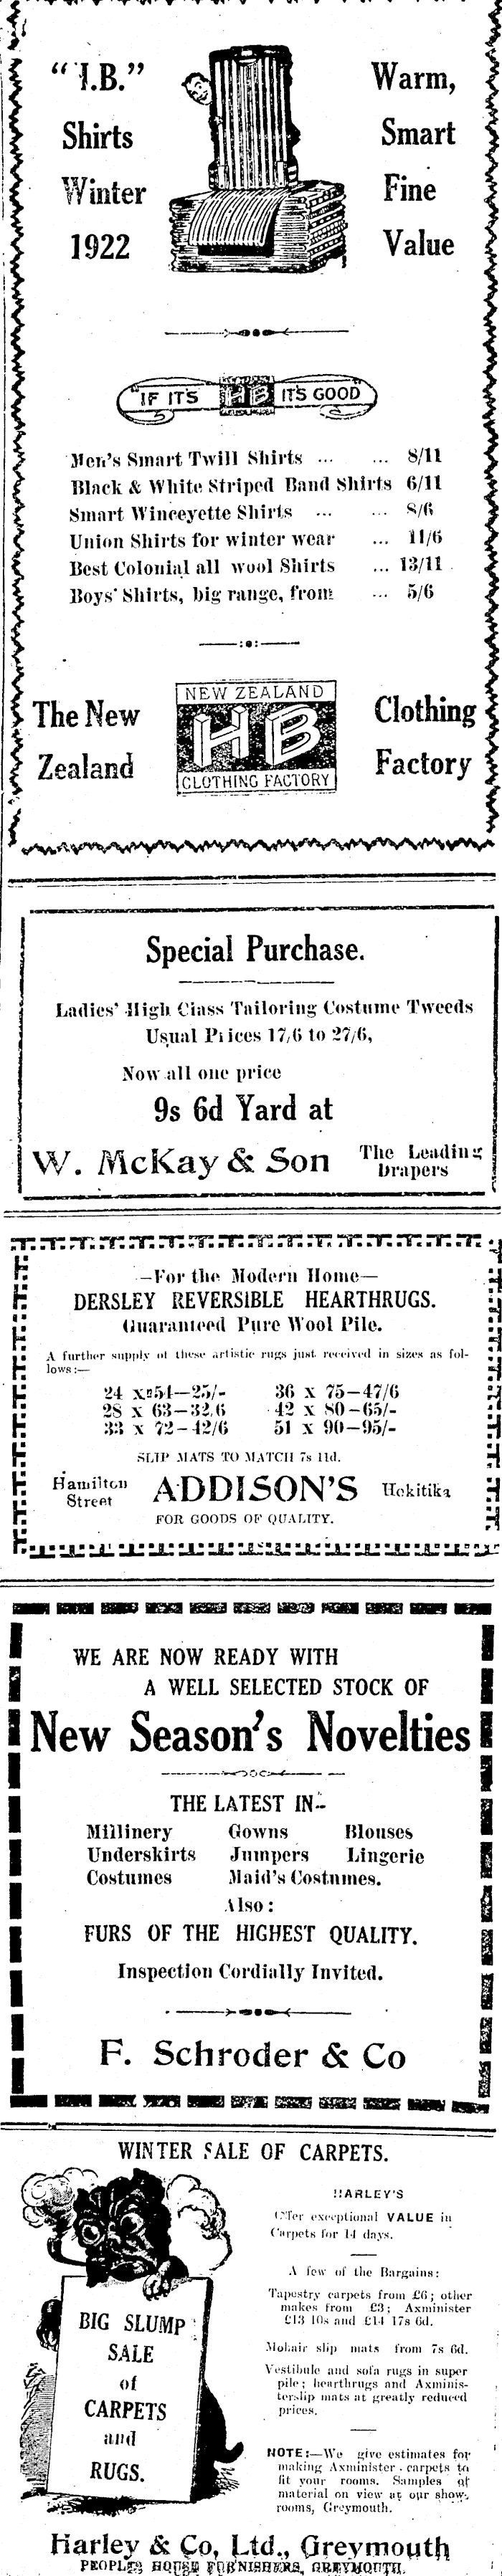 "H.B."
Shirts
Winter
1922
Warm,
Smart
Fine
Value
"IF IT'S HB IT'S GOOD"
Men's Smart Twill Shirts ... ... 8/11
Black & White Striped Band Shirts 6/11
Smart Winceyette Shirts ... ... 8/6
Union Shirts for winter wear ... 11/6
Best Colonial all wool Shirts ... 13/11
Boys' Shirts, big range, from ... 5/6
The New
Zealand
NEW ZEALAND
HB
CLOTHING FACTORY
Clothing
Factory
Special Purchase.
Ladies' High Class Tailoring Costume Tweeds
Usual Prices 17/6 to 27/6,
Now all one price
9s 6d Yard at
W. McKay & Son The Leading
Drapers
—For the Modern Home—
DERSLEY REVERSIBLE HEARTHRUGS.
Guaranteed Pure Wool Pile.
A further supply of these artistic rugs just received in sizes as fol-
lows:—
24 x 54—25/- 36 x 75—47/6
28 x 63—32/6 42 x 80—65/-
33 x 72—42/6 51 x 90—95/-
SLIP MATS TO MATCH 7s 11d.
Hamilton
Street
ADDISON'S
Hokitika
FOR GOODS OF QUALITY.
WE ARE NOW READY WITH
A WELL SELECTED STOCK OF
New Season's Novelties
THE LATEST IN—
Millinery Gowns Blouses
Underskirts Jumpers Lingerie
Costumes Maid's Costumes.
Also:
FURS OF THE HIGHEST QUALITY.
Inspection Cordially Invited.
F. Schroder & Co
WINTER SALE OF CARPETS.
BIG SLUMP
SALE
of
CARPETS
and
RUGS.
HARLEY'S
Offer exceptional VALUE in
Carpets for 14 days.
A few of the Bargains:
Tapestry carpets from £6; other
makes from £3; Axminister
£13 10s and £14 17s 6d.
Mohair slip mats from 7s 6d.
Vestibule and sofa rugs in super
pile; hearthrugs and Axminis-
terslip mats at greatly reduced
prices.
NOTE:—We give estimates for
making Axminister carpets to
fit your rooms. Samples of
material on view at our show-
rooms, Greymouth.
Harley & Co, Ltd., Greymouth
PEOPLE'S HOUSE FURNISHERS, GREYMOUTH.